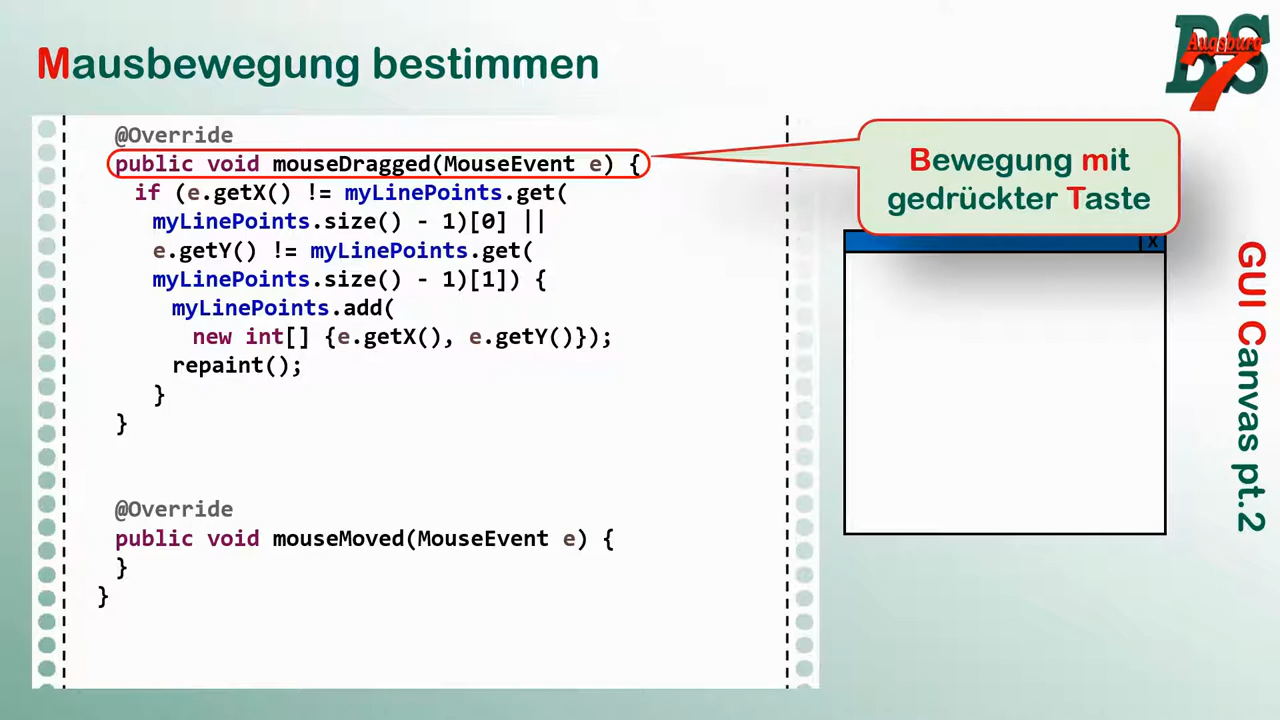 Mausbewegung bestimmen
BS
Augsburg
7
@Override
public void mouseDragged(MouseEvent e) {
if (e.getX() != myLinePoints.get(
myLinePoints.size() - 1)[0] ||
e.getY() != myLinePoints.get(
myLinePoints.size() - 1)[1]) {
myLinePoints.add(
new int[] {e.getX(), e.getY()});
repaint();
}
}
@Override
public void mouseMoved(MouseEvent e) {
}
}
Bewegung mit
gedrückter Taste
X
GUI Canvas pt.2